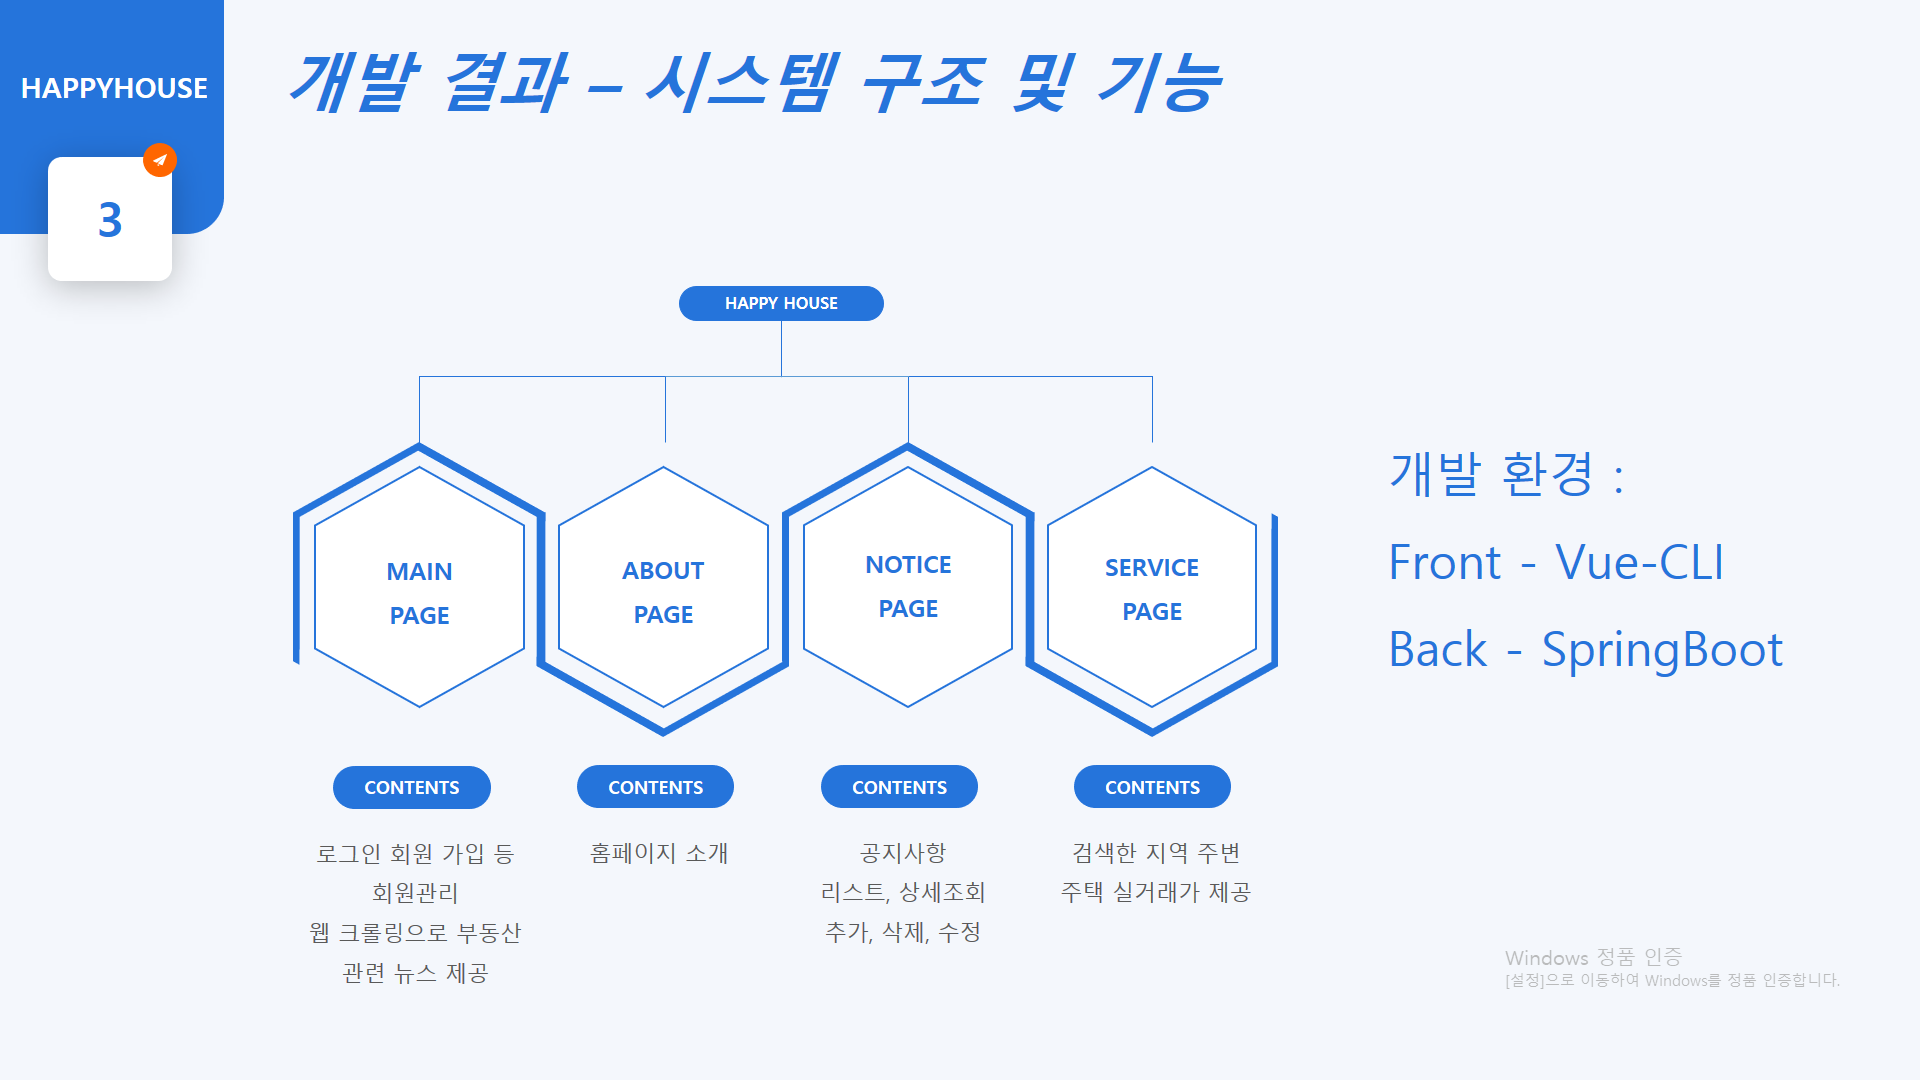 HAPPYHOUSE
3
개발 결과 – 시스템 구조 및 기능
HAPPY HOUSE
MAIN
PAGE
ABOUT
PAGE
NOTICE
PAGE
SERVICE
PAGE
CONTENTS
로그인 회원 가입 등
회원관리
웹 크롤링으로 부동산
관련 뉴스 제공
CONTENTS
홈페이지 소개
CONTENTS
공지사항
리스트, 상세조회
추가, 삭제, 수정
CONTENTS
검색한 지역 주변
주택 실거래가 제공
개발 환경 :
Front - Vue-CLI
Back - SpringBoot
Windows 정품 인증
[설정]으로 이동하여 Windows를 정품 인증합니다.